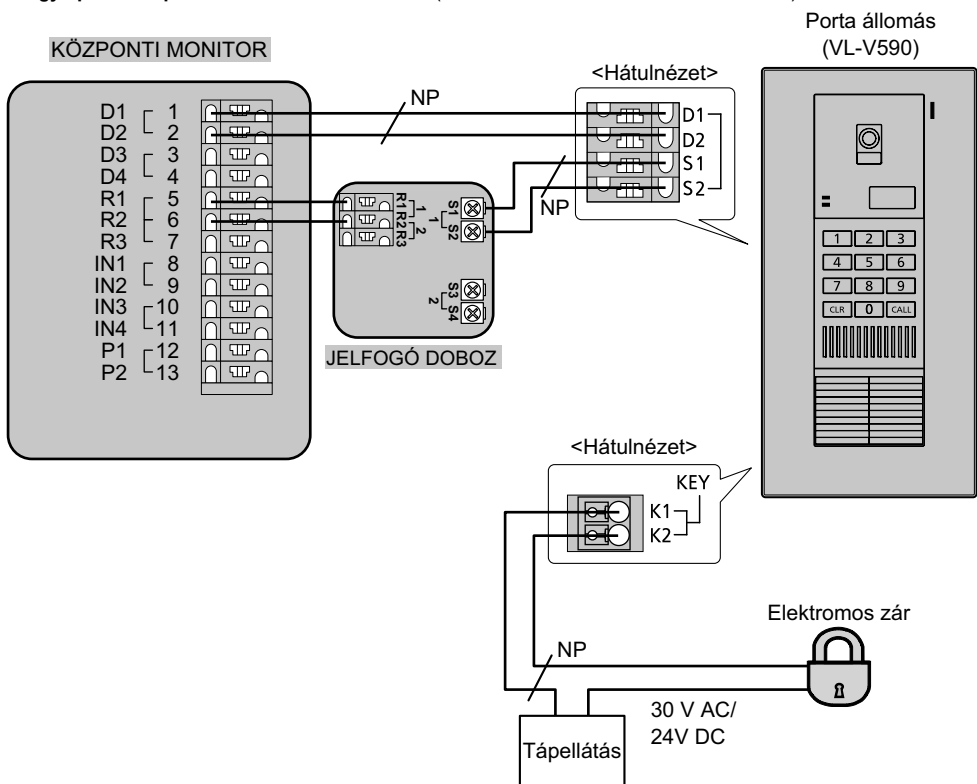 Porta állomás
(VL-V590)
KÖZPONTI MONITOR
<Hátulnézet>
NP
D1 1
D2 2
D3 3
D4 4
R1 5
R2 6
R3 7
IN1 8
IN2 9
IN3 10
IN4 11
P1 12
P2 13
D1
D2
S1
S2
NP
R1 R2 R3
1 2
S1 S2
1
S3 S4
2
JELFOGÓ DOBOZ
1 2 3
4 5 6
7 8 9
CLR 0 CALL
<Hátulnézet>
KEY
K1
K2
Elektromos zár
NP
30 V AC/
24V DC
Tápellátás